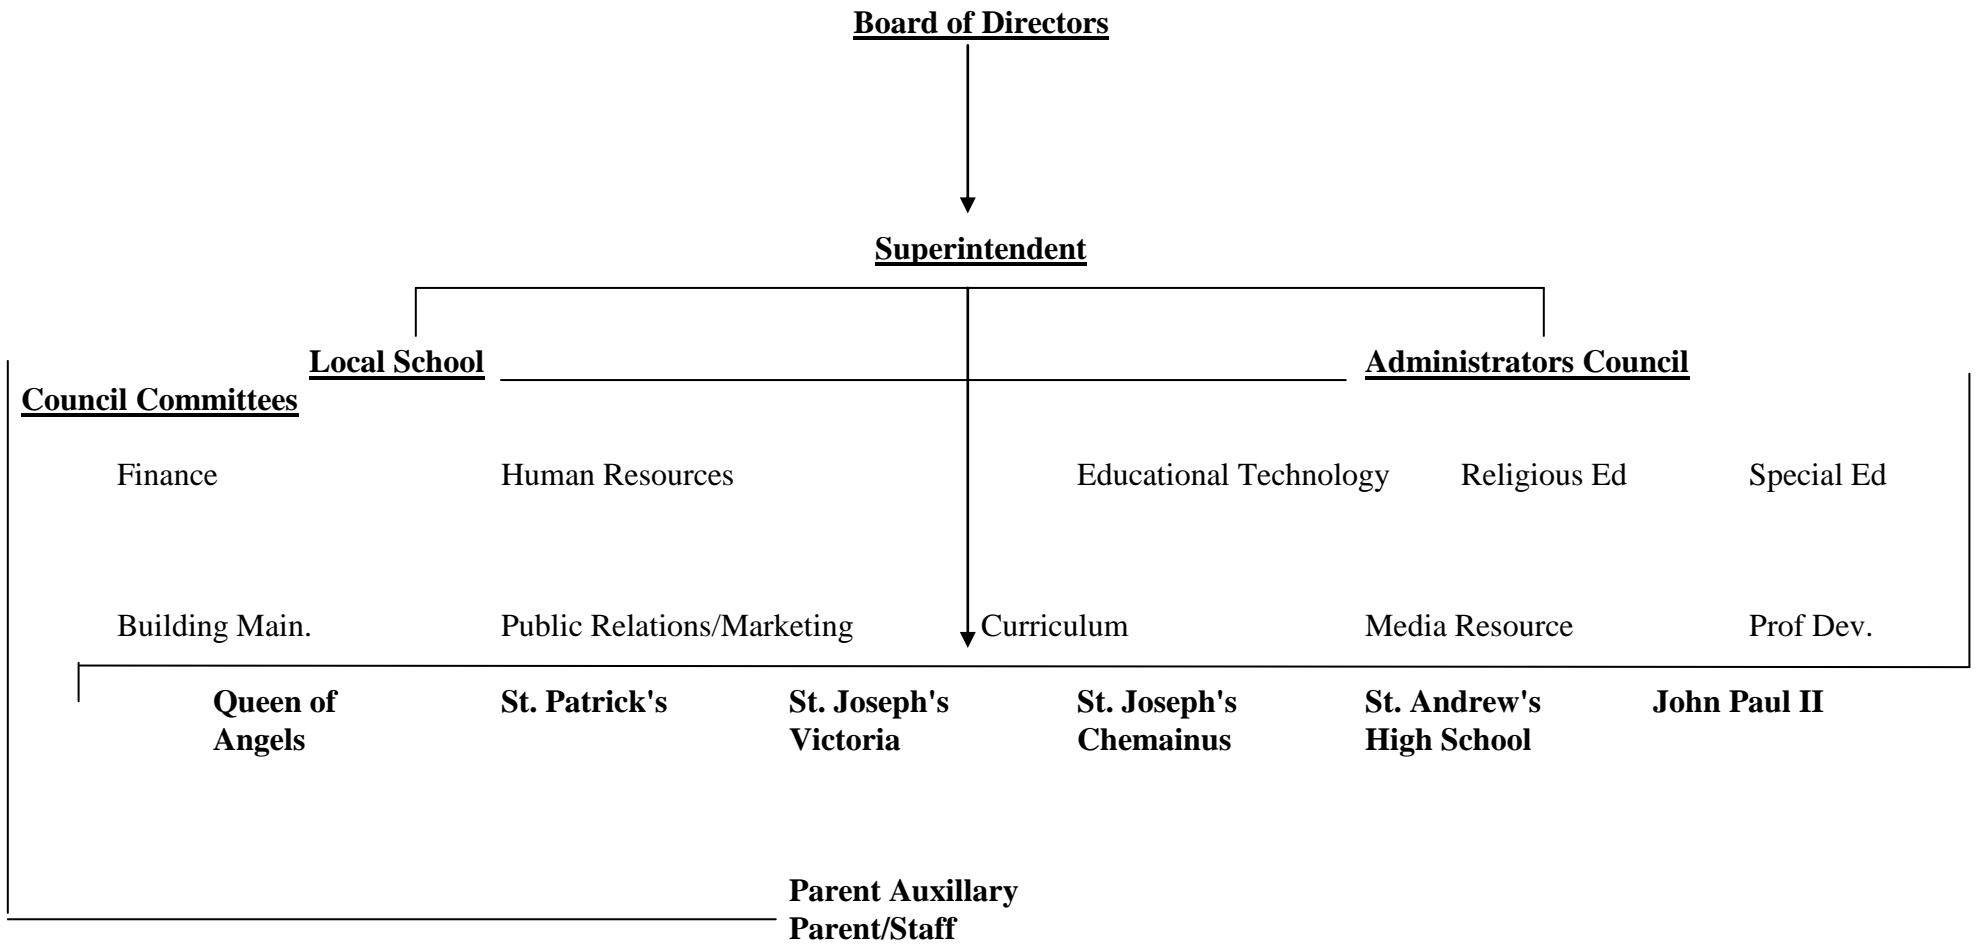 Board of Directors
Superintendent
Local School
Administrators Council
Council Committees
Finance
Human Resources
Educational Technology
Religious Ed
Special Ed
Building Main.
Public Relations/Marketing
Curriculum
Media Resource
Prof Dev.
Queen of
Angels
St. Patrick's
St. Joseph's
Victoria
St. Joseph's
Chemainus
St. Andrew's
High School
John Paul II
Parent Auxillary
Parent/Staff